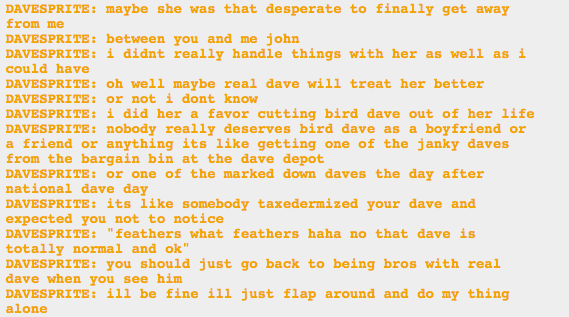 DAVESPRITE: maybe she was that desperate to finally get away
from me
DAVESPRITE: between you and me john
DAVESPRITE: i didnt really handle things with her as well as i
could have
DAVESPRITE: oh well maybe real dave will treat her better
DAVESPRITE: or not i dont know
DAVESPRITE: i did her a favor cutting bird dave out of her life
DAVESPRITE: nobody really deserves bird dave as a boyfriend or
a friend or anything its like getting one of the janky daves
from the bargain bin at the dave depot
DAVESPRITE: or one of the marked down daves the day after
national dave day
DAVESPRITE: its like somebody taxedermized your dave and
expected you not to notice
DAVESPRITE: "feathers what feathers haha no that dave is
totally normal and ok"
DAVESPRITE: you should just go back to being bros with real
dave when you see him
DAVESPRITE: ill be fine ill just flap around and do my thing
alone